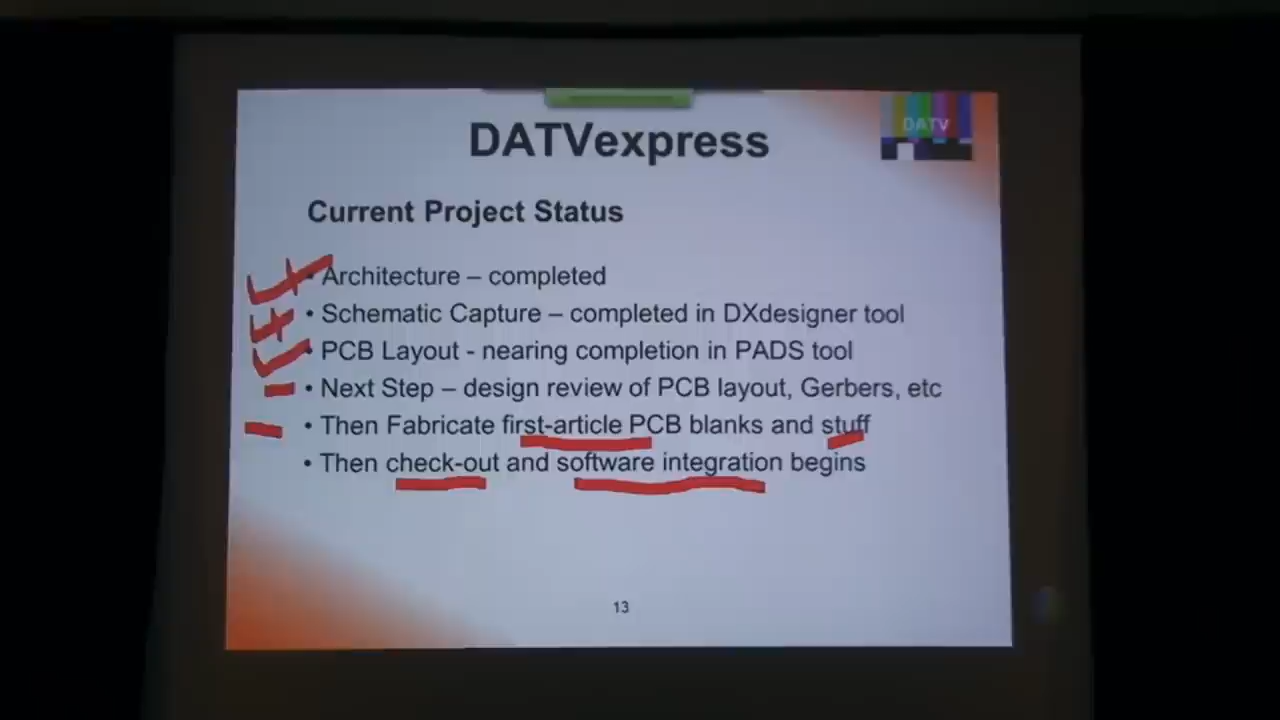 DATVexpress
DATV
Current Project Status
• Architecture – completed
• Schematic Capture – completed in DXdesigner tool
• PCB Layout - nearing completion in PADS tool
• Next Step – design review of PCB layout, Gerbers, etc
• Then Fabricate first-article PCB blanks and stuff
• Then check-out and software integration begins
13